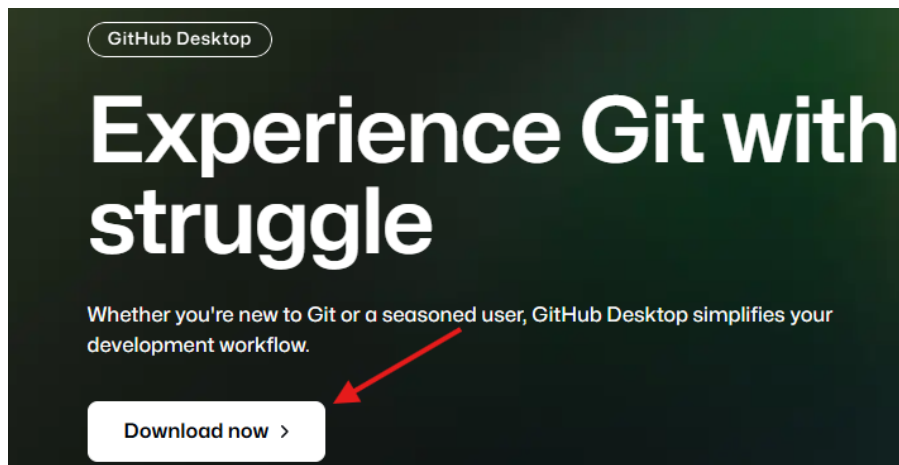 GitHub Desktop
Experience Git with
struggle
Whether you're new to Git or a seasoned user, GitHub Desktop simplifies your
development workflow.
Download now